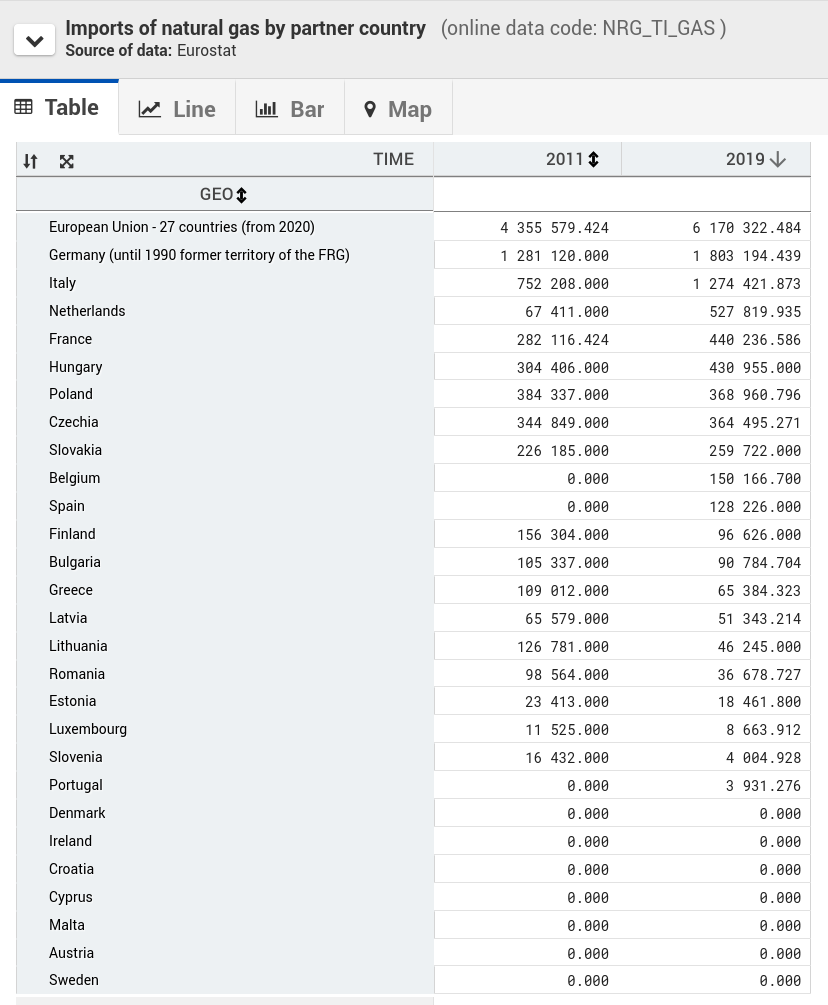 Imports of natural gas by partner country (online data code: NRG_TI_GAS )
Source of data: Eurostat
Table Line Bar Map
TIME 2011 2019
GEO
European Union - 27 countries (from 2020) 4 355 579.424 6 170 322.484
Germany (until 1990 former territory of the FRG) 1 281 120.000 1 803 194.439
Italy 752 208.000 1 274 421.873
Netherlands 67 411.000 527 819.935
France 282 116.424 440 236.586
Hungary 304 406.000 430 955.000
Poland 384 337.000 368 960.796
Czechia 344 849.000 364 495.271
Slovakia 226 185.000 259 722.000
Belgium 0.000 150 166.700
Spain 0.000 128 226.000
Finland 156 304.000 96 626.000
Bulgaria 105 337.000 90 784.704
Greece 109 012.000 65 384.323
Latvia 65 579.000 51 343.214
Lithuania 126 781.000 46 245.000
Romania 98 564.000 36 678.727
Estonia 23 413.000 18 461.800
Luxembourg 11 525.000 8 663.912
Slovenia 16 432.000 4 004.928
Portugal 0.000 3 931.276
Denmark 0.000 0.000
Ireland 0.000 0.000
Croatia 0.000 0.000
Cyprus 0.000 0.000
Malta 0.000 0.000
Austria 0.000 0.000
Sweden 0.000 0.000